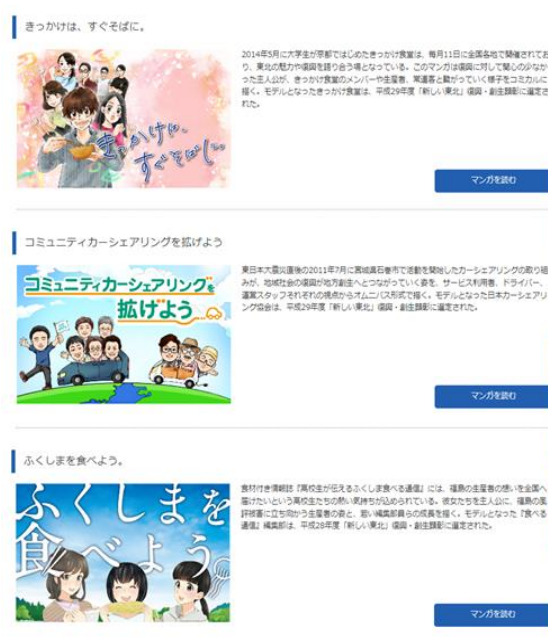 きっかけは、すぐそばに。
2014年5月に大学生が京都ではじめたきっかけ食堂は、毎月11日に全国各地で開催されてお
り、東北の魅力や復興を語り合う場となっている。このマンガは復興に対して関心の少なか
った主人公が、きっかけ食堂のメンバーや生産者、常連客と繋がっていく様子をコミカルに
描く。モデルとなったきっかけ食堂は、平成29年度「新しい東北」復興・創生顕彰に選定さ
れた。
きっかけは、
すぐそばに。
マンガを読む
コミュニティカーシェアリングを拡げよう
東日本大震災直後の2011年7月に宮城県石巻市で活動を開始したカーシェアリングの取り組
みが、地域社会の復興が地方創生へとつながっていく姿を、サービス利用者、ドライバー、
運営スタッフそれぞれの視点からオムニバス形式で描く。モデルとなった日本カーシェアリ
ング協会は、平成29年度「新しい東北」復興・創生顕彰に選定された。
コミュニティカーシェアリングを
拡げよう
マンガを読む
ふくしまを食べよう。
食材付き情報誌『高校生が伝えるふくしま食べる通信』には、福島の生産者の想いを全国へ
届けたいという高校生たちの熱い気持ちが込められている。彼女たちを主人公に、福島の風
評被害に立ち向かう生産者の姿と、若い編集部員らの成長を描く。モデルとなった『食べる
通信』編集部は、平成28年度「新しい東北」復興・創生顕彰に選定された。
ふくしまを
食べよう。
マンガを読む